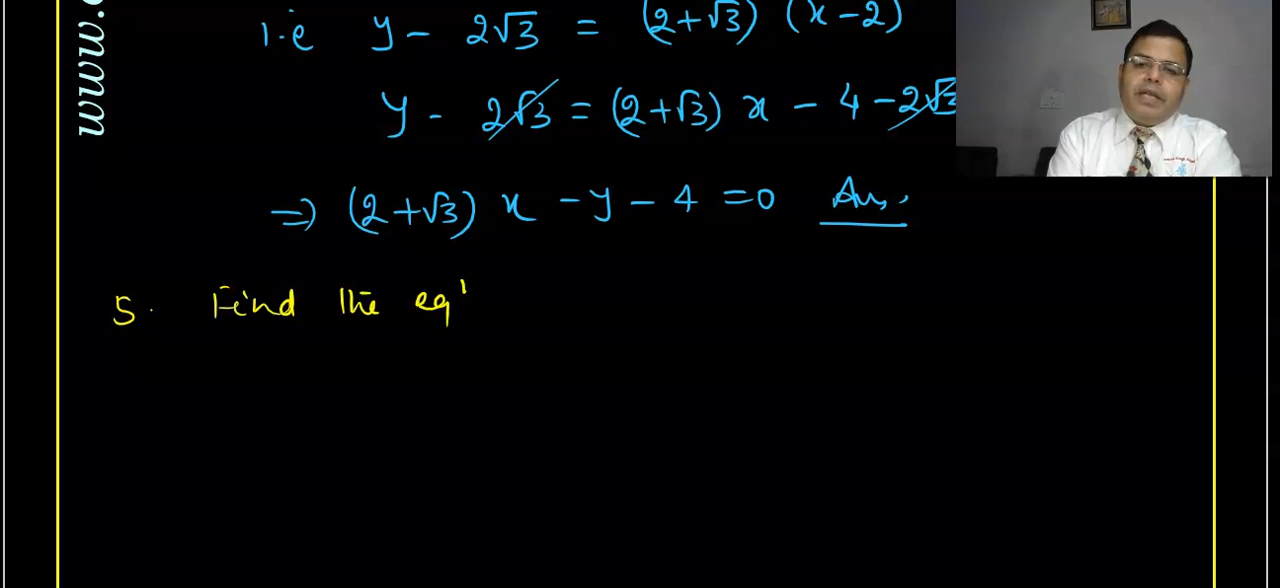 www.
i.e y - 2√3 = (2+√3) (x-2)
y - 2√3 = (2+√3) x - 4 - 2√3
⇒ (2+√3) x - y - 4 = 0 Ans.
5. Find the eq'